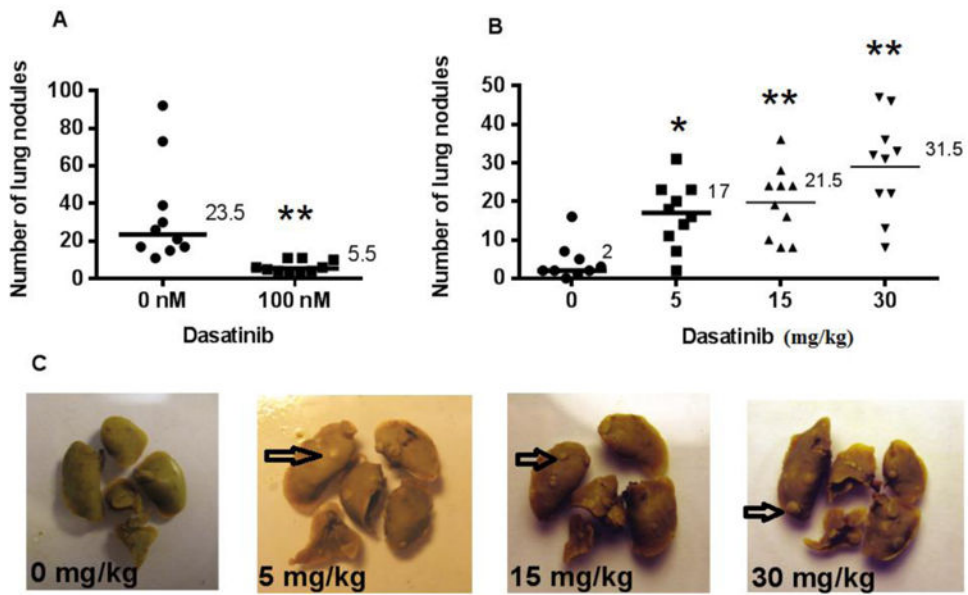 A
Number of lung nodules
100
80
60
40
20
0
23.5
**
5.5
0 nM
100 nM
Dasatinib
B
Number of lung nodules
50
40
30
20
10
0
2
*
17
**
21.5
**
31.5
0
5
15
30
Dasatinib (mg/kg)
C
0 mg/kg
5 mg/kg
15 mg/kg
30 mg/kg